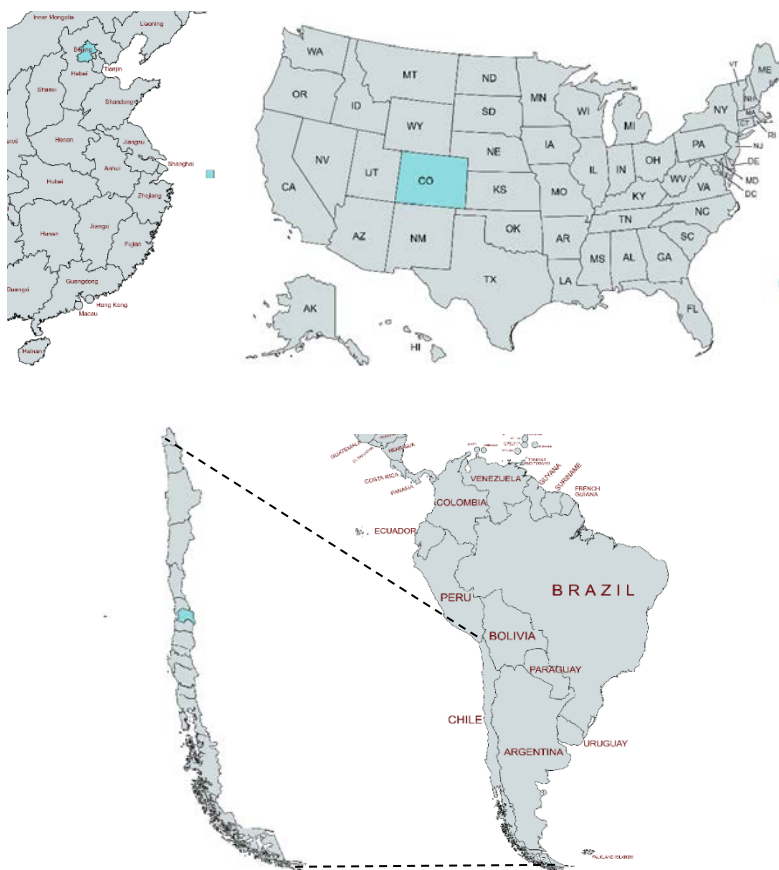 Inner Mongolia
Liaoning
Beijing
Tianjin
Hebei
Shanxi
Shandong
Henan
Jiangsu
Anhui
Shanghai
Hubei
Zhejiang
Hunan
Jiangxi
Fujian
Guangxi
Guangdong
Hong Kong
Macau
Hainan
WA
MT
ND
MN
VT
ME
OR
ID
SD
WI
MI
NY
NH
MA
CT
RI
WY
NE
IA
PA
NJ
NV
UT
CO
IL
IN
OH
DE
MD
DC
CA
KS
MO
WV
VA
KY
AZ
NM
OK
AR
TN
NC
SC
MS
AL
GA
TX
LA
FL
AK
HI
GUATEMALA
NICARAGUA
COSTA RICA
PANAMA
VENEZUELA
GUYANA
SURINAME
FRENCH
GUIANA
COLOMBIA
ECUADOR
PERU
BRAZIL
BOLIVIA
PARAGUAY
CHILE
URUGUAY
ARGENTINA
FALKLAND ISLANDS